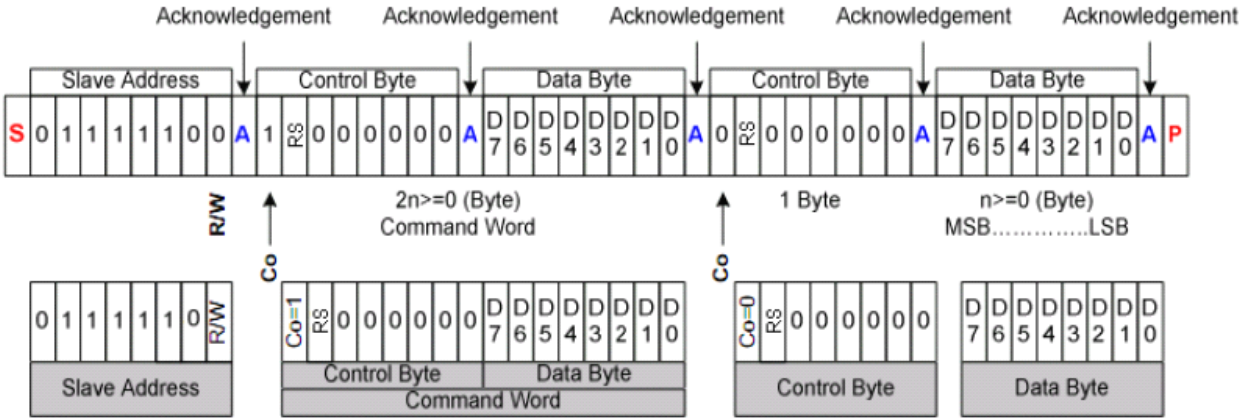 Acknowledgement Acknowledgement Acknowledgement Acknowledgement Acknowledgement
Slave Address Control Byte Data Byte Control Byte Data Byte
S 0 1 1 1 1 1 0 0 A 1 RS 0 0 0 0 0 0 A D7 D6 D5 D4 D3 D2 D1 D0 A 0 RS 0 0 0 0 0 0 A D7 D6 D5 D4 D3 D2 D1 D0 A P
R/W 2n>=0 (Byte) 1 Byte n>=0 (Byte)
Command Word MSB…………..LSB
Co Co
0 1 1 1 1 1 0 R/W Co=1 RS 0 0 0 0 0 0 D7 D6 D5 D4 D3 D2 D1 D0 Co=0 RS 0 0 0 0 0 0 D7 D6 D5 D4 D3 D2 D1 D0
Slave Address Control Byte Data Byte Control Byte Data Byte
Command Word